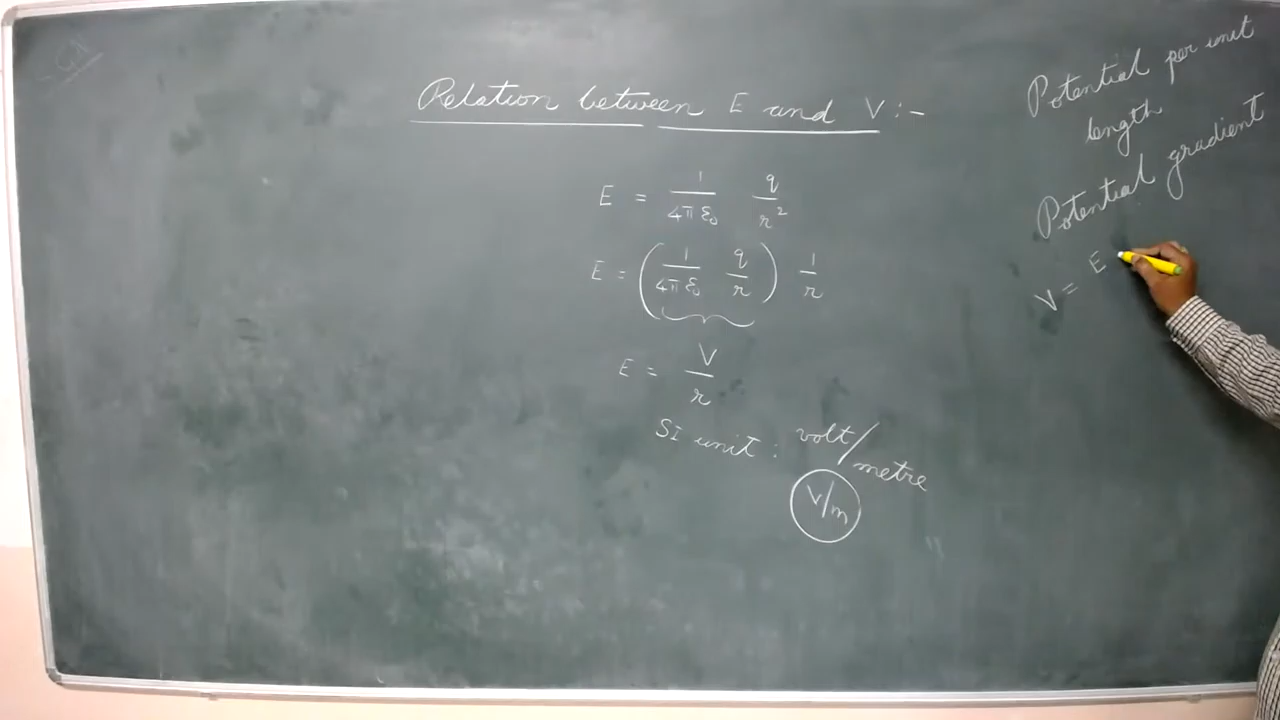 Relation between E and V :-
E = 1/4πε₀ q/r²
E = (1/4πε₀ q/r) 1/r
E = V/r
SI unit : volt/metre
V/m
Potential per unit
length
Potential gradient
V = E